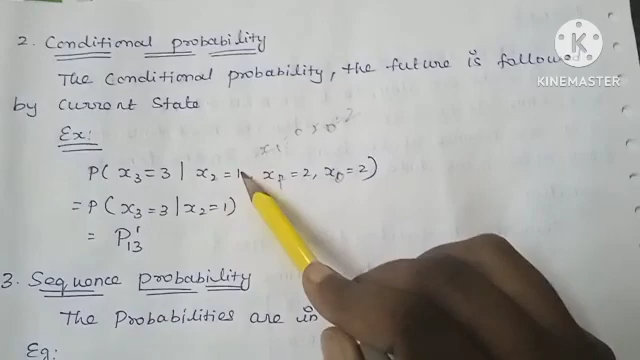 2. Conditional probability
The Conditional probability, the future is follow
by current state
Ex:
P( x₃ = 3 | x₂ = 1, x₁ = 2, x₀ = 2)
= P ( x₃ = 3 | x₂ = 1)
= P₁₃'
3. Sequence probability
The Probabilities are in
Eg:
KINEMASTER